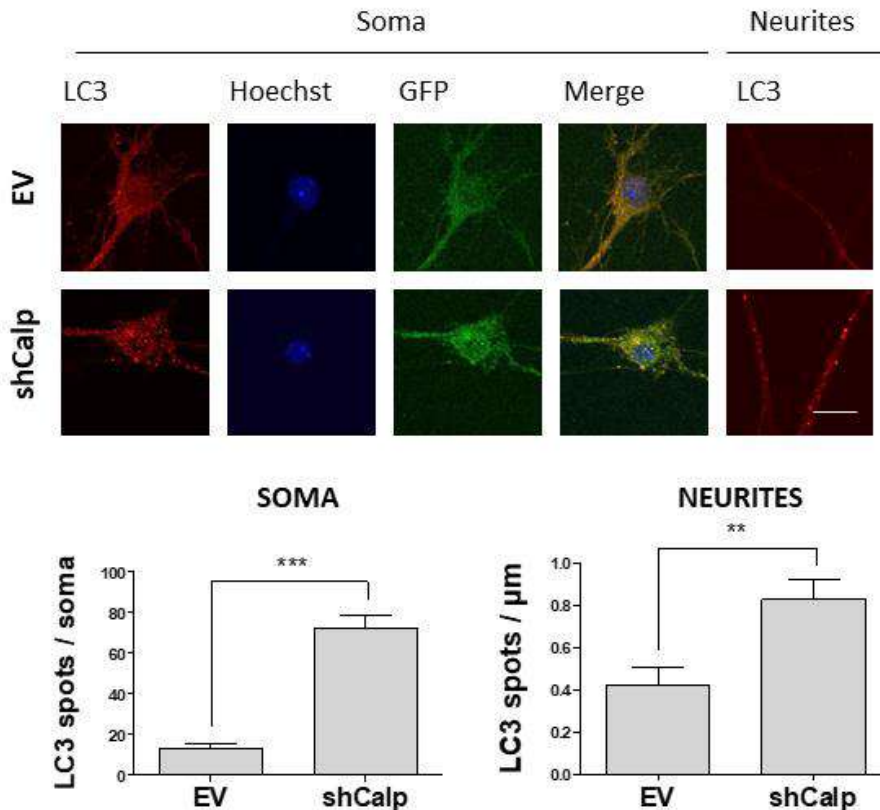 Soma Neurites
LC3 Hoechst GFP Merge LC3
EV
shCalp
SOMA
***
LC3 spots / soma
100
80
60
40
20
0
EV shCalp
NEURITES
**
LC3 spots / µm
1.0
0.8
0.6
0.4
0.2
0.0
EV shCalp